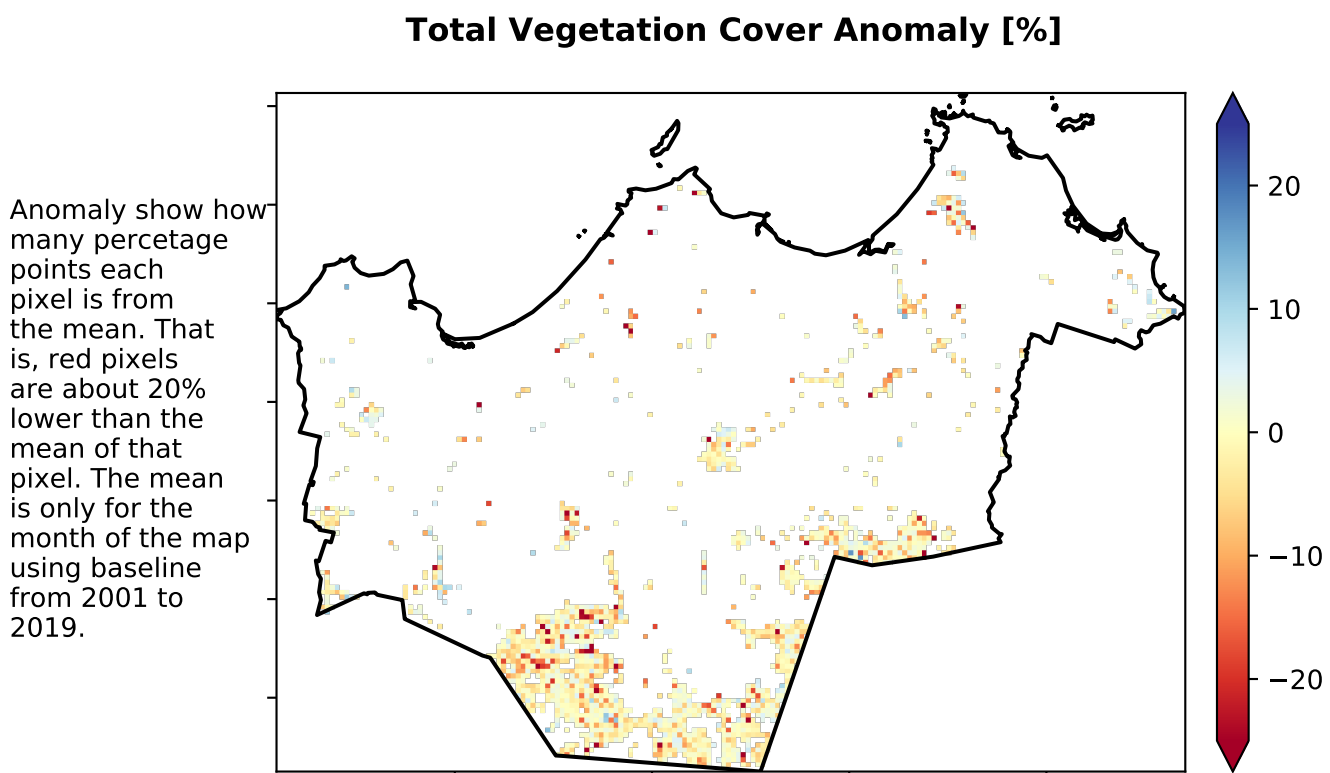 Total Vegetation Cover Anomaly [%]
Anomaly show how
many percetage
points each
pixel is from
the mean. That
is, red pixels
are about 20%
lower than the
mean of that
pixel. The mean
is only for the
month of the map
using baseline
from 2001 to
2019.
20
10
0
−10
−20